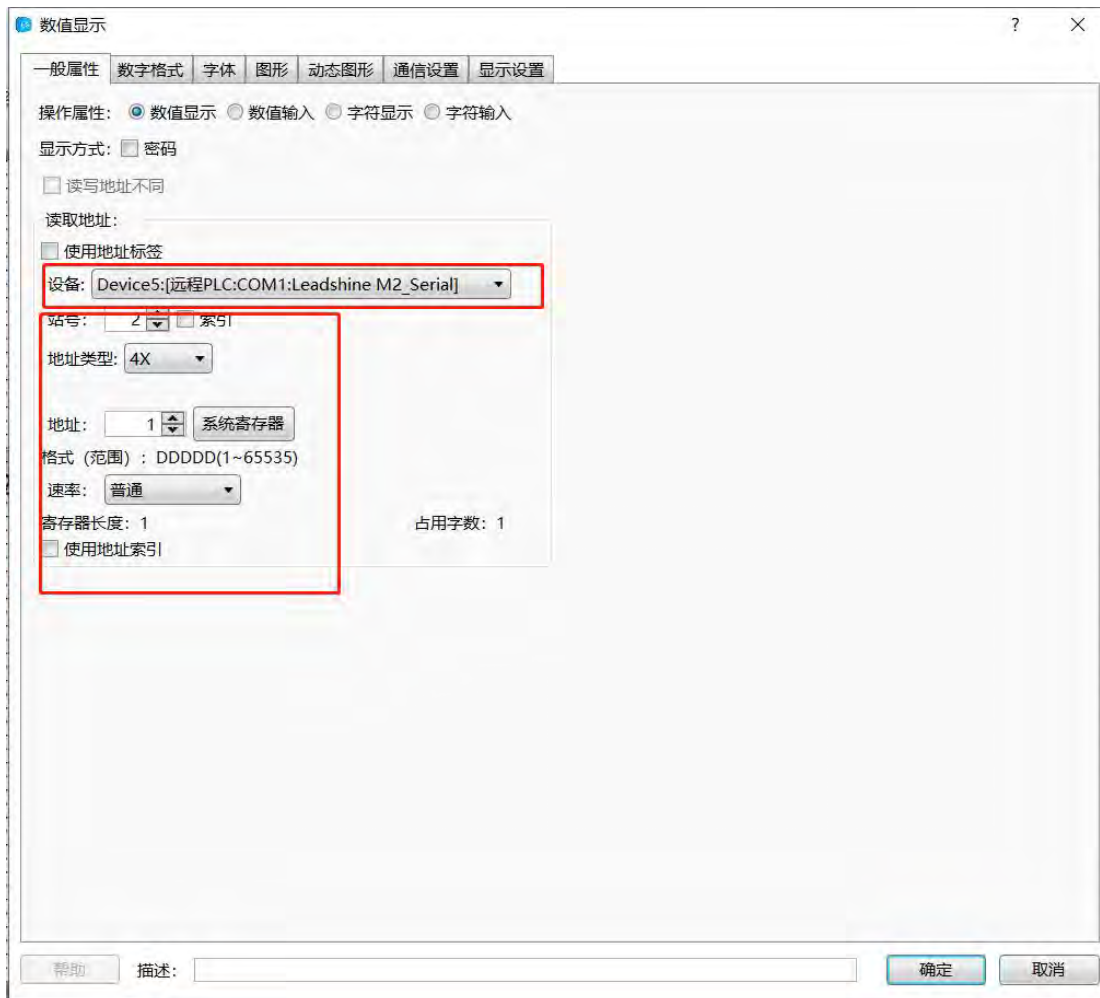 数值显示 ?
一般属性 数字格式 字体 图形 动态图形 通信设置 显示设置
操作属性: 数值显示 数值输入 字符显示 字符输入
显示方式: 密码
读写地址不同
读取地址:
使用地址标签
设备: Device5:[远程PLC:COM1:Leadshine M2_Serial]
站号: 2 索引
地址类型: 4X
地址: 1 系统寄存器
格式 (范围) : DDDDD(1~65535)
速率: 普通
寄存器长度: 1 占用字数: 1
使用地址索引
帮助 描述: 确定 取消